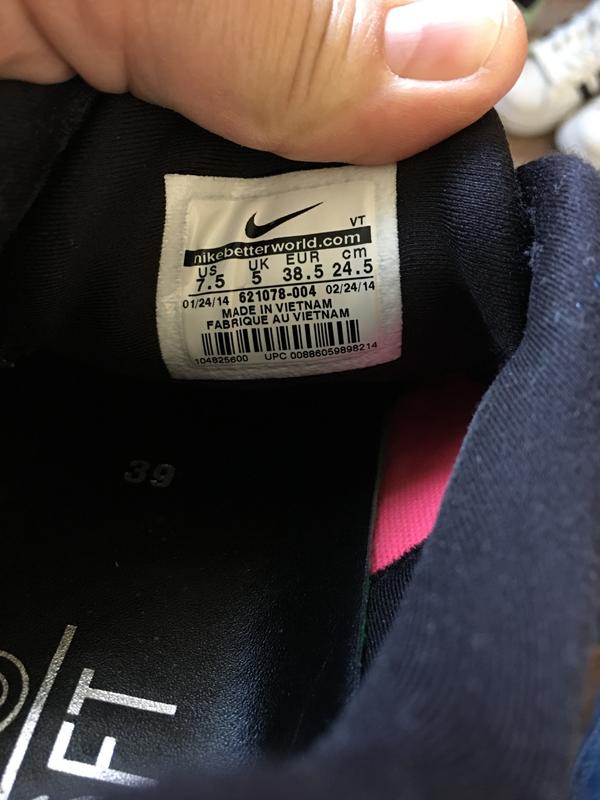 VT
nikebetterworld.com
US UK EUR cm
7.5 5 38.5 24.5
01/24/14 621078-004 02/24/14
MADE IN VIETNAM
FABRIQUE AU VIETNAM
104825600 UPC 00886059898214
39